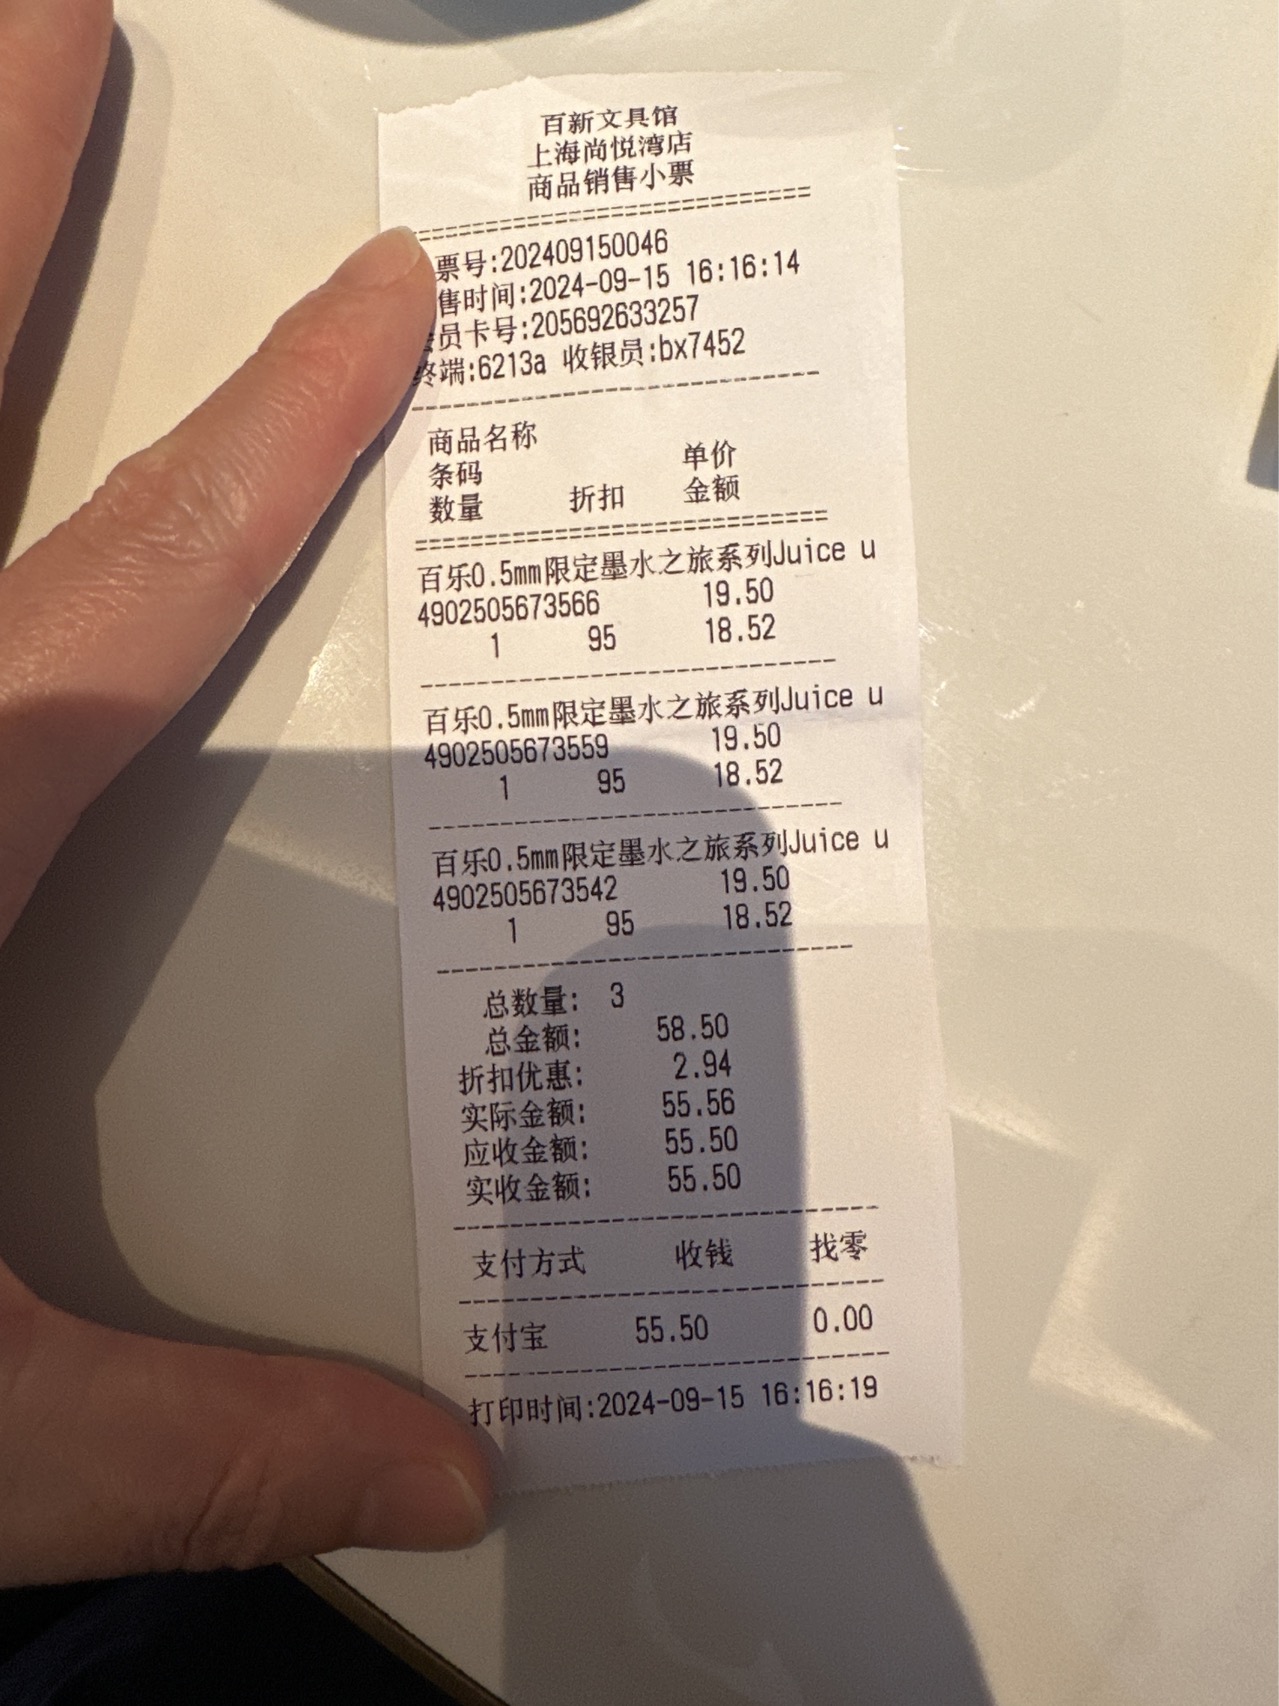 百新文具馆
上海尚悦湾店
商品销售小票
==============================
票号:202409150046
售时间:2024-09-15 16:16:14
会员卡号:205692633257
终端:6213a 收银员:bx7452
------------------------------
商品名称
条码 单价
数量 折扣 金额
==============================
百乐0.5mm限定墨水之旅系列Juice u
4902505673566 19.50
1 95 18.52
------------------------------
百乐0.5mm限定墨水之旅系列Juice u
4902505673559 19.50
1 95 18.52
------------------------------
百乐0.5mm限定墨水之旅系列Juice u
4902505673542 19.50
1 95 18.52
------------------------------
总数量: 3
总金额: 58.50
折扣优惠: 2.94
实际金额: 55.56
应收金额: 55.50
实收金额: 55.50
------------------------------
支付方式 收钱 找零
------------------------------
支付宝 55.50 0.00
------------------------------
打印时间:2024-09-15 16:16:19